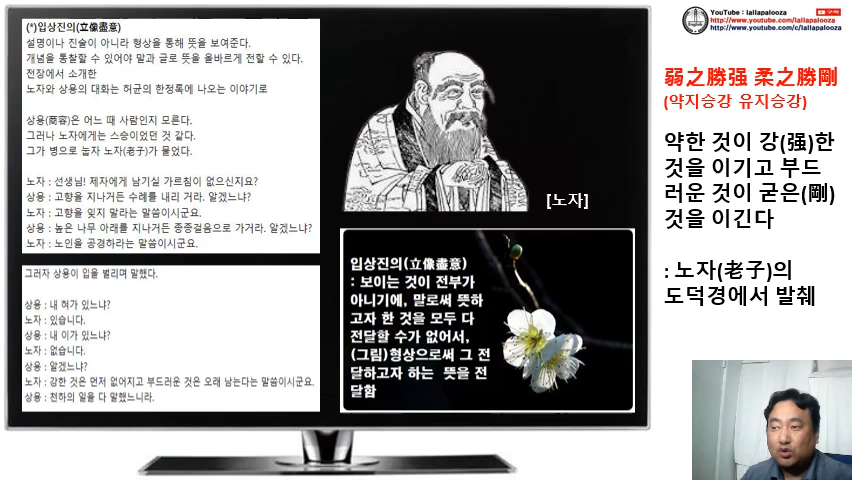 (*)입상진의(立像盡意)
설명이나 진술이 아니라 형상을 통해 뜻을 보여준다.
개념을 통찰할 수 있어야 말과 글로 뜻을 올바르게 전할 수 있다.
전장에서 소개한
노자와 상용의 대화는 허균의 한정록에 나오는 이야기로
상용(商容)은 어느 때 사람인지 모른다.
그러나 노자에게는 스승이었던 것 같다.
그가 병으로 눕자 노자(老子)가 물었다.
노자 : 선생님! 제자에게 남기실 가르침이 없으신지요?
상용 : 고향을 지나거든 수레를 내리 거라. 알겠느냐?
노자 : 고향을 잊지 말라는 말씀이시군요.
상용 : 높은 나무 아래를 지나거든 종종걸음으로 가거라. 알겠느냐?
노자 : 노인을 공경하라는 말씀이시군요.
그러자 상용이 입을 벌리며 말했다.
상용 : 내 혀가 있느냐?
노자 : 있습니다.
상용 : 내 이가 있느냐?
노자 : 없습니다.
상용 : 알겠느냐?
노자 : 강한 것은 먼저 없어지고 부드러운 것은 오래 남는다는 말씀이시군요.
상용 : 천하의 일을 다 말했느니라.
[노자]
입상진의(立像盡意)
: 보이는 것이 전부가
아니기에, 말로써 뜻하
고자 한 것을 모두 다
전달할 수가 없어서,
(그림)형상으로써 그 전
달하고자 하는 뜻을 전
달함
YouTube : lallapalooza
http://www.youtube.com/lallapalooza
http://www.youtube.com/c/lallapalooza
弱之勝强 柔之勝剛
(약지승강 유지승강)
약한 것이 강(强)한
것을 이기고 부드
러운 것이 굳은(剛)
것을 이긴다
: 노자(老子)의
도덕경에서 발췌